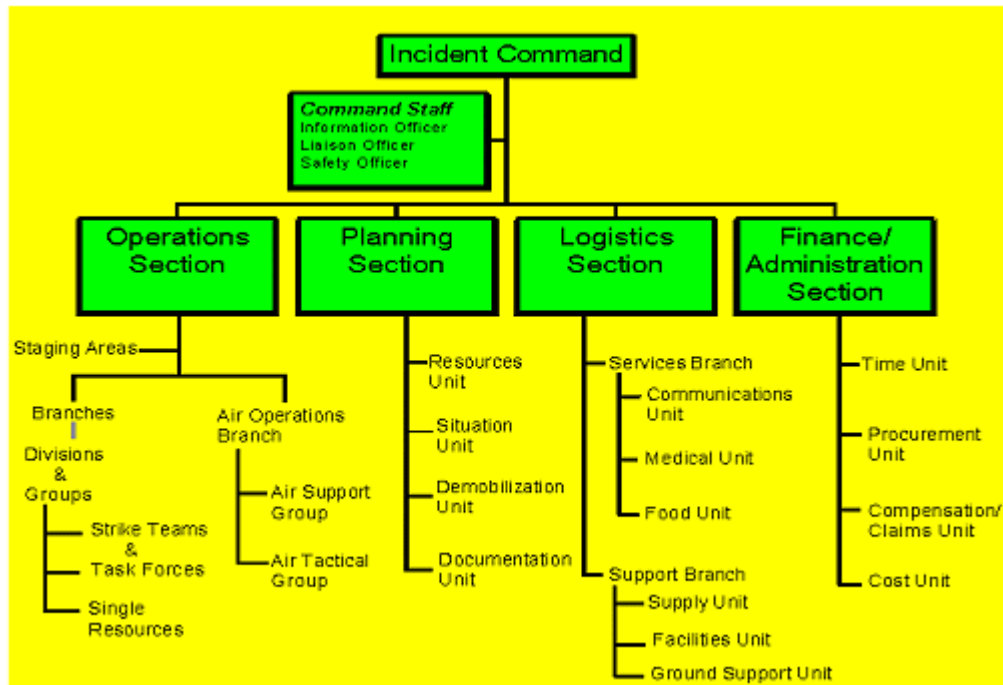 Incident Command
Command Staff
Information Officer
Liaison Officer
Safety Officer
Operations
Section
Planning
Section
Logistics
Section
Finance/
Administration
Section
Staging Areas
Branches
Divisions
&
Groups
Strike Teams
&
Task Forces
Single
Resources
Air Operations
Branch
Air Support
Group
Air Tactical
Group
Resources
Unit
Situation
Unit
Demobilization
Unit
Documentation
Unit
Services Branch
Communications
Unit
Medical Unit
Food Unit
Support Branch
Supply Unit
Facilities Unit
Ground Support Unit
Time Unit
Procurement
Unit
Compensation/
Claims Unit
Cost Unit